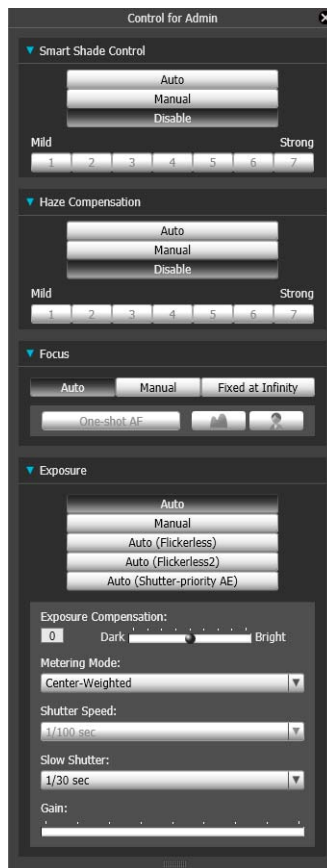 Control for Admin
Smart Shade Control
Auto
Manual
Disable
Mild Strong
1 2 3 4 5 6 7
Haze Compensation
Auto
Manual
Disable
Mild Strong
1 2 3 4 5 6 7
Focus
Auto Manual Fixed at Infinity
One-shot AF
Exposure
Auto
Manual
Auto (Flickerless)
Auto (Flickerless2)
Auto (Shutter-priority AE)
Exposure Compensation:
0 Dark Bright
Metering Mode:
Center-Weighted
Shutter Speed:
1/100 sec
Slow Shutter:
1/30 sec
Gain: